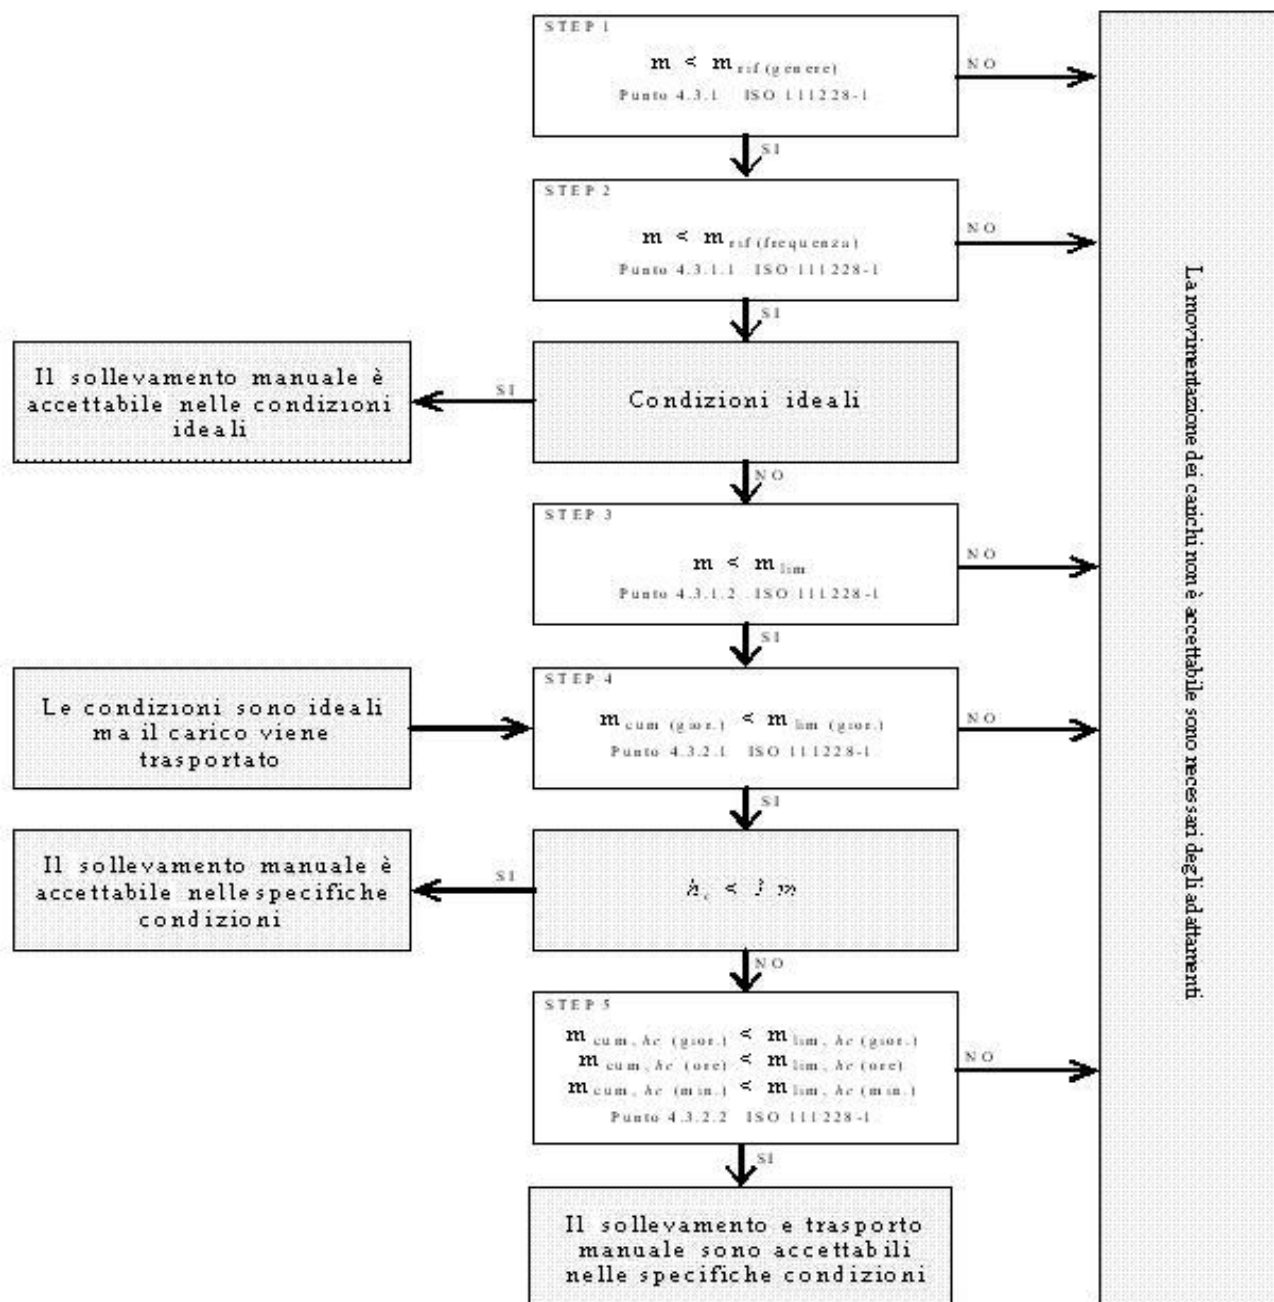 STEP 1
m < m rif (genere)
Punto 4.3.1 ISO 111228-1
NO
SI
STEP 2
m < m rif (frequenza)
Punto 4.3.1.1 ISO 111228-1
NO
SI
Il sollevamento manuale è
accettabile nelle condizioni
ideali
SI
Condizioni ideali
NO
STEP 3
m < m lim
Punto 4.3.1.2 ISO 111228-1
NO
SI
Le condizioni sono ideali
ma il carico viene
trasportato
STEP 4
m cum (gior.) < m lim (gior.)
Punto 4.3.2.1 ISO 111228-1
NO
SI
Il sollevamento manuale è
accettabile nelle specifiche
condizioni
SI
h c < 1 m
NO
STEP 5
m cum, hc (gior.) < m lim, hc (gior.)
m cum, hc (ore) < m lim, hc (ore)
m cum, hc (min.) < m lim, hc (min.)
Punto 4.3.2.2 ISO 111228-1
NO
SI
Il sollevamento e trasporto
manuale sono accettabili
nelle specifiche condizioni
La movimentazione dei carichi non è accettabile sono necessari degli adattamenti